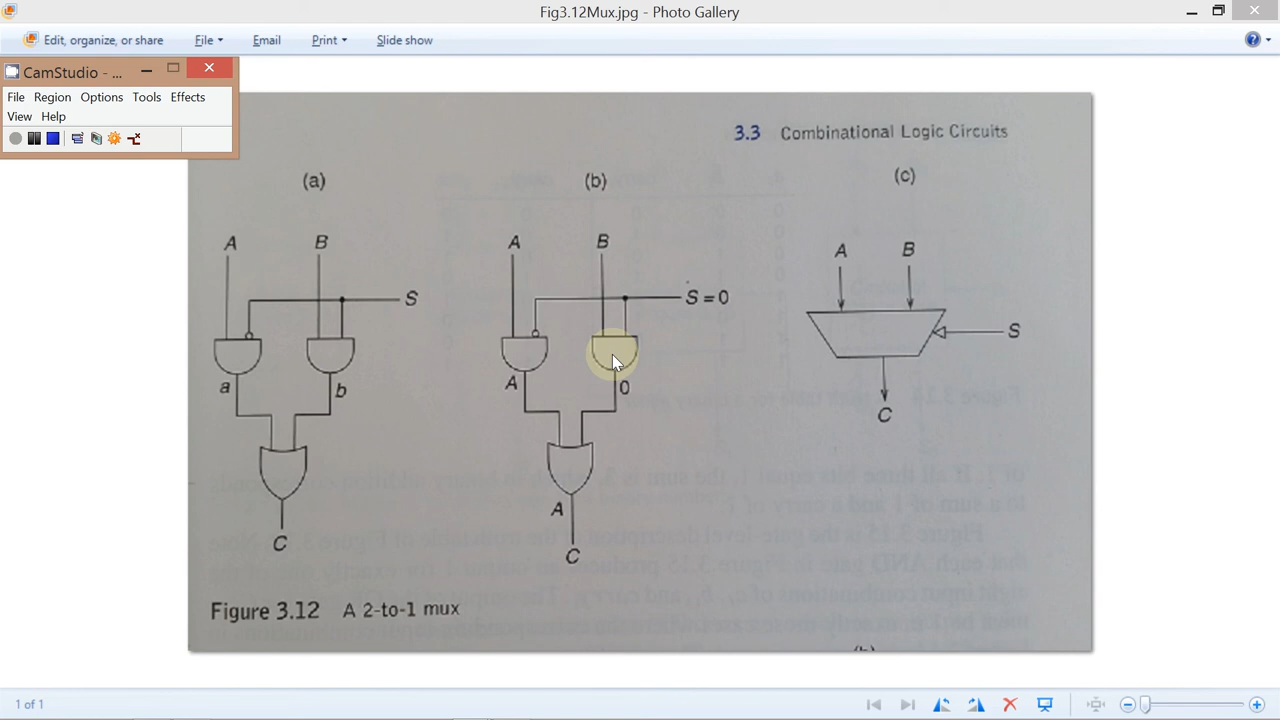 Fig3.12Mux.jpg - Photo Gallery
Edit, organize, or share File Email Print Slide show
CamStudio - ...
File Region Options Tools Effects
View Help
3.3 Combinational Logic Circuits
(a) (b) (c)
A B A B A B
S S = 0 S
a b A 0 C
A
C C
Figure 3.12 A 2-to-1 mux
(b)
1 of 1